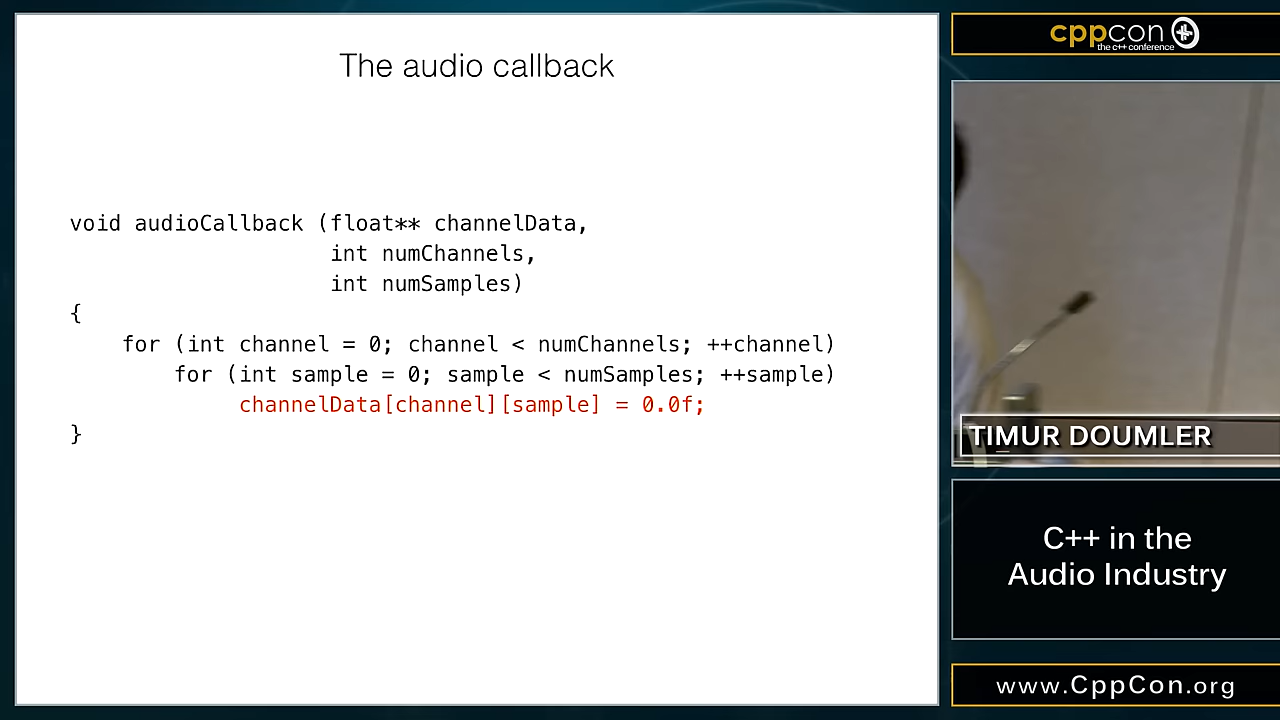 The audio callback
void audioCallback (float** channelData,
int numChannels,
int numSamples)
{
for (int channel = 0; channel < numChannels; ++channel)
for (int sample = 0; sample < numSamples; ++sample)
channelData[channel][sample] = 0.0f;
}
cppcon
the c++ conference
TIMUR DOUMLER
C++ in the
Audio Industry
www.CppCon.org